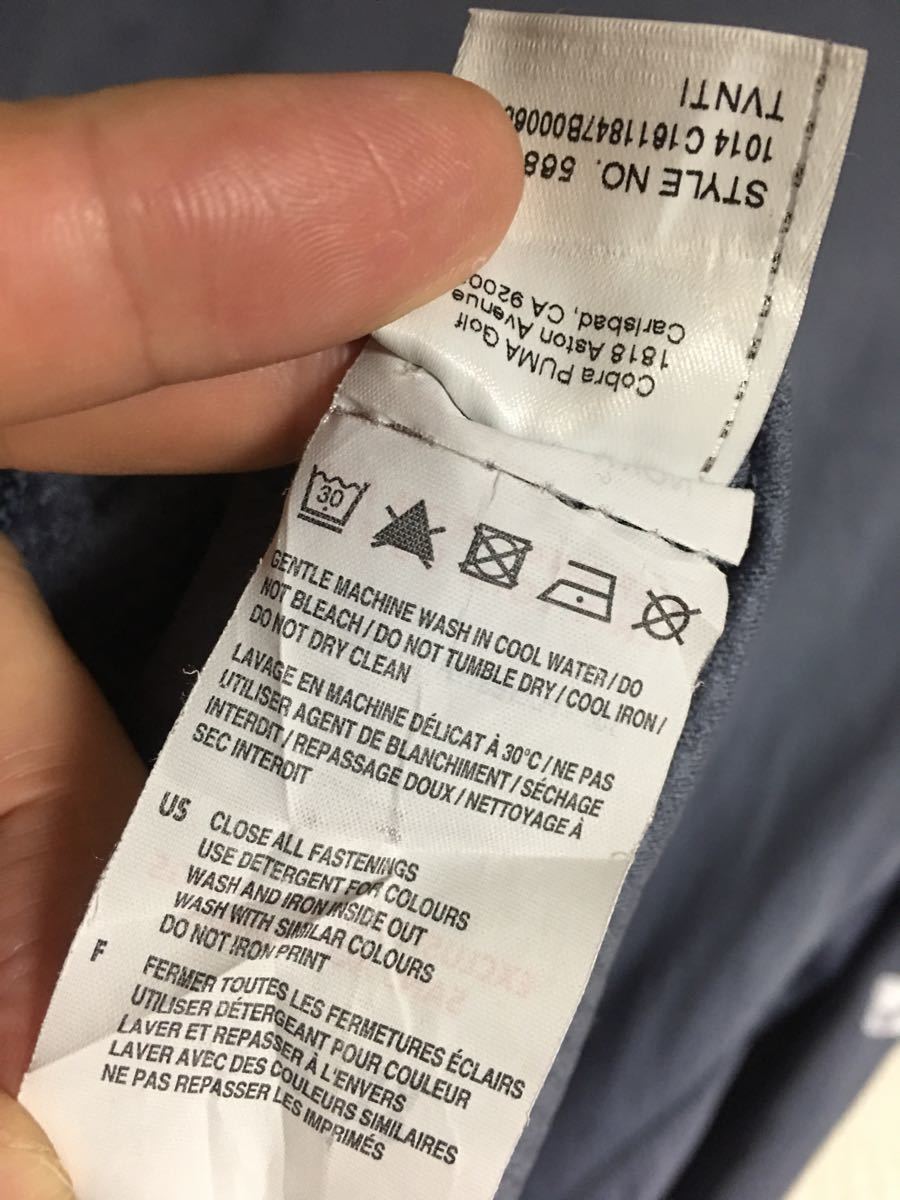 STYLE NO. 568
1014 C1611847B0006
TVNTI
Cobra PUMA Golf
1818 Aston Avenue
Carlsbad, CA 9200
30
GENTLE MACHINE WASH IN COOL WATER / DO
NOT BLEACH / DO NOT TUMBLE DRY / COOL IRON /
DO NOT DRY CLEAN
LAVAGE EN MACHINE DÉLICAT À 30°C / NE PAS
UTILISER AGENT DE BLANCHIMENT / SÉCHAGE
INTERDIT / REPASSAGE DOUX / NETTOYAGE À
SEC INTERDIT
US CLOSE ALL FASTENINGS
USE DETERGENT FOR COLOURS
WASH AND IRON INSIDE OUT
WASH WITH SIMILAR COLOURS
DO NOT IRON PRINT
F FERMER TOUTES LES FERMETURES ÉCLAIRS
UTILISER DÉTERGEANT POUR COULEUR
LAVER ET REPASSER À L'ENVERS
LAVER AVEC DES COULEURS SIMILAIRES
NE PAS REPASSER LES IMPRIMÉS